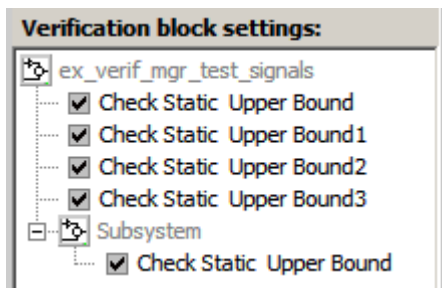 Verification block settings:
ex_verif_mgr_test_signals
Check Static Upper Bound
Check Static Upper Bound1
Check Static Upper Bound2
Check Static Upper Bound3
Subsystem
Check Static Upper Bound